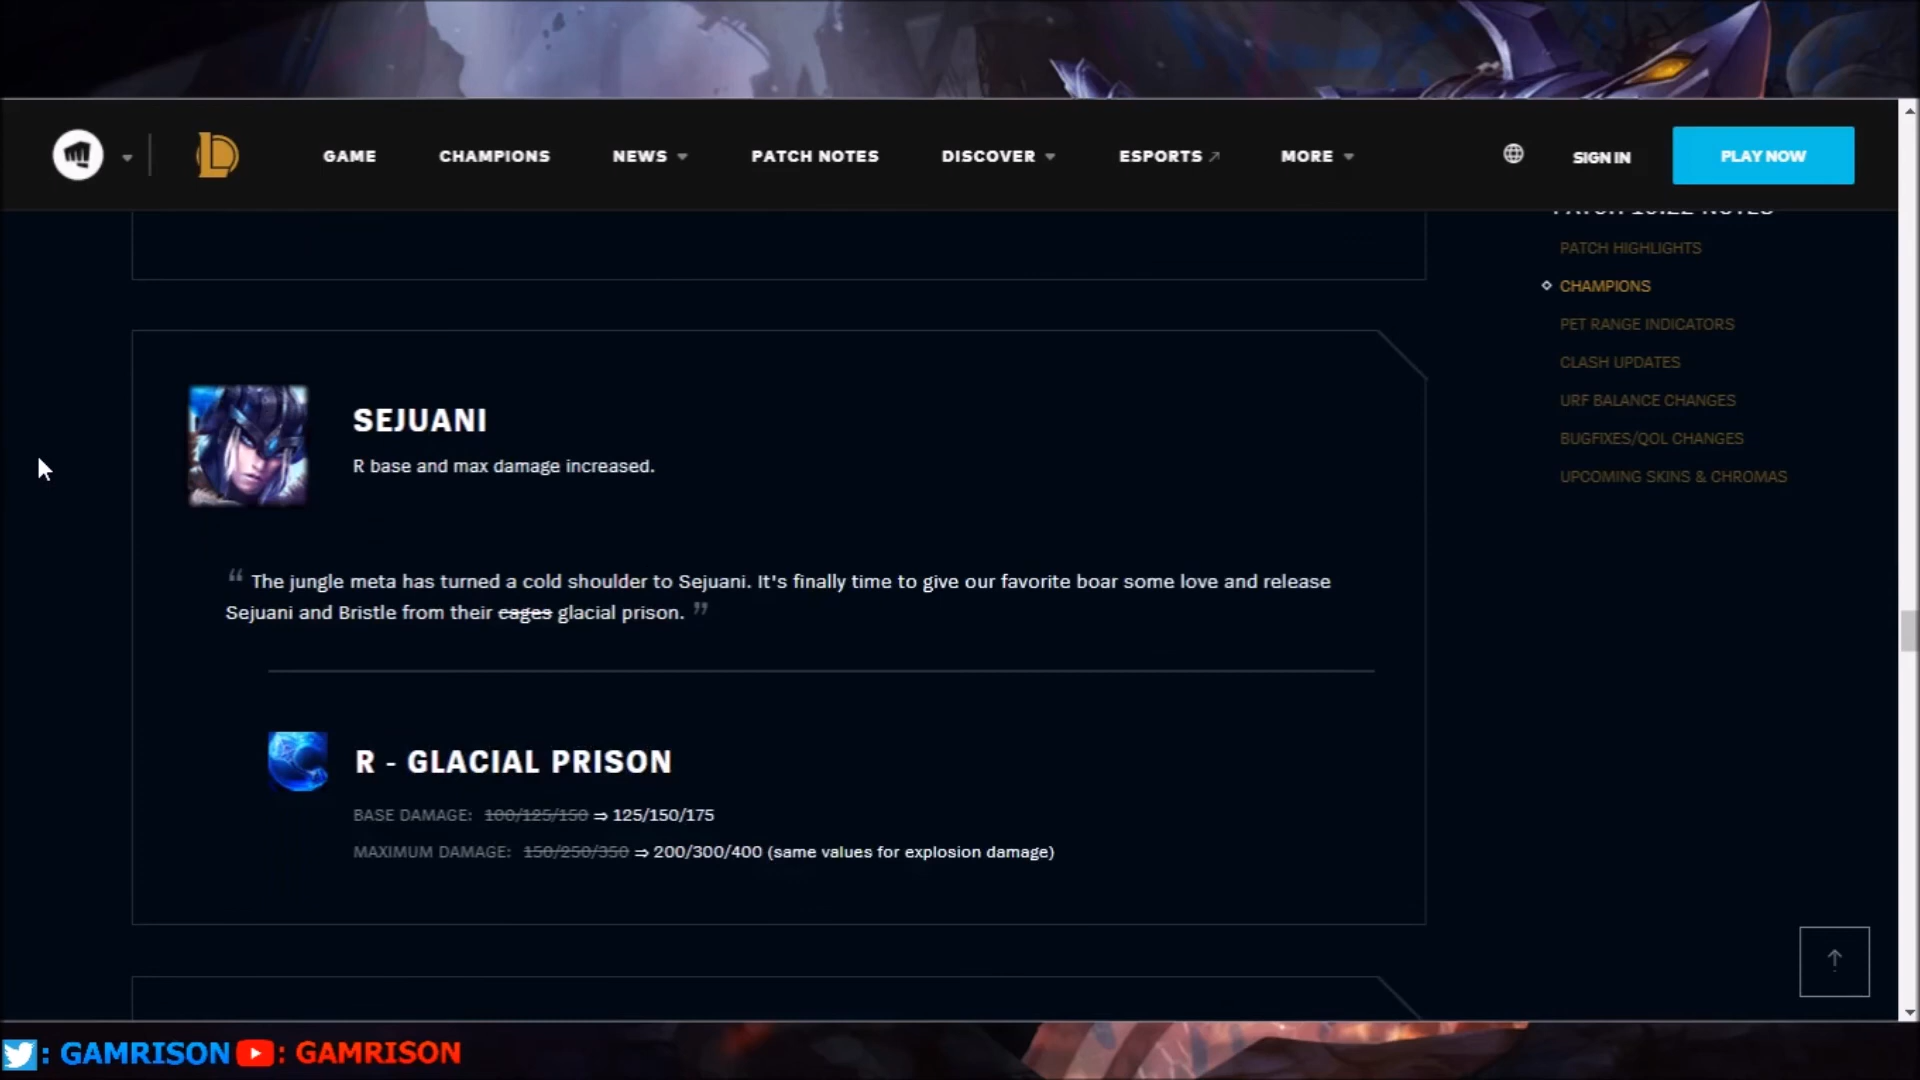 GAME CHAMPIONS NEWS PATCH NOTES DISCOVER ESPORTS MORE SIGN IN PLAY NOW
PATCH 10.22 NOTES
PATCH HIGHLIGHTS
CHAMPIONS
PET RANGE INDICATORS
CLASH UPDATES
URF BALANCE CHANGES
BUGFIXES/QOL CHANGES
UPCOMING SKINS & CHROMAS
SEJUANI
R base and max damage increased.
“ The jungle meta has turned a cold shoulder to Sejuani. It's finally time to give our favorite boar some love and release
Sejuani and Bristle from their cages glacial prison. ”
R - GLACIAL PRISON
BASE DAMAGE: 100/125/150 ⇒ 125/150/175
MAXIMUM DAMAGE: 150/250/350 ⇒ 200/300/400 (same values for explosion damage)
: GAMRISON : GAMRISON